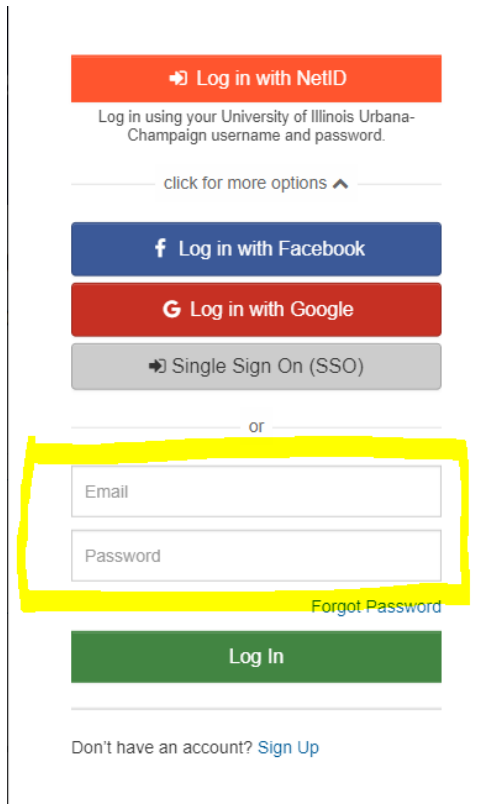 Log in with NetID
Log in using your University of Illinois Urbana-
Champaign username and password.
click for more options
f Log in with Facebook
G Log in with Google
Single Sign On (SSO)
or
Email
Password
Forgot Password
Log In
Don't have an account? Sign Up